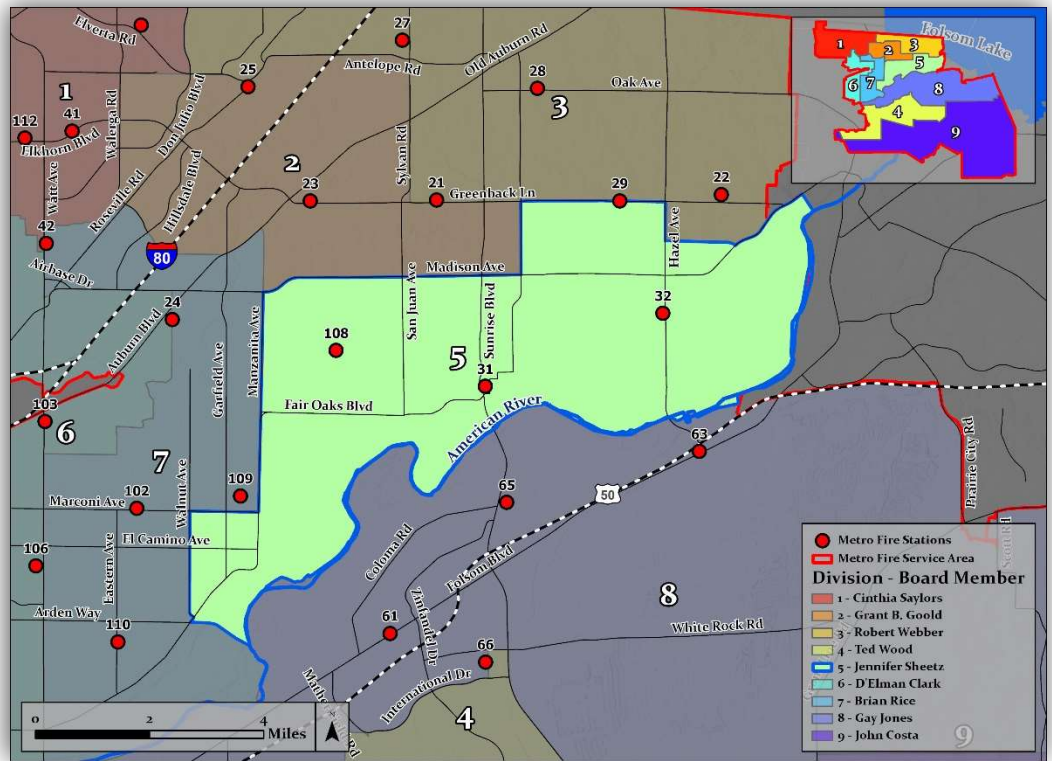 27
Elverta Rd
Antelope Rd
Old Auburn Rd
25
28
Oak Ave
1
41
112
Elkhorn Blvd
Walerga Rd
Don Julio Blvd
3
2
Roseville Rd
Hillsdale Blvd
Watt Ave
Sylvan Rd
23
21
Greenback Ln
29
22
42
80
Airbase Dr
Madison Ave
Hazel Ave
24
Auburn Blvd
Manzanita Ave
San Juan Ave
Sunrise Blvd
32
108
5
31
Garfield Ave
Fair Oaks Blvd
American River
103
6
7
Walnut Ave
109
63
Prairie City Rd
102
Marconi Ave
65
50
El Camino Ave
106
Eastern Ave
Coloma Rd
Folsom Blvd
Scott Rd
Arden Way
110
61
Zinfandel Dr
8
White Rock Rd
66
International Dr
4
9
Folsom Lake
1
2
3
5
6
7
8
4
9
Metro Fire Stations
Metro Fire Service Area
Division - Board Member
1 - Cinthia Saylors
2 - Grant B. Goold
3 - Robert Webber
4 - Ted Wood
5 - Jennifer Sheetz
6 - D'Elman Clark
7 - Brian Rice
8 - Gay Jones
9 - John Costa
0 2 4
Miles